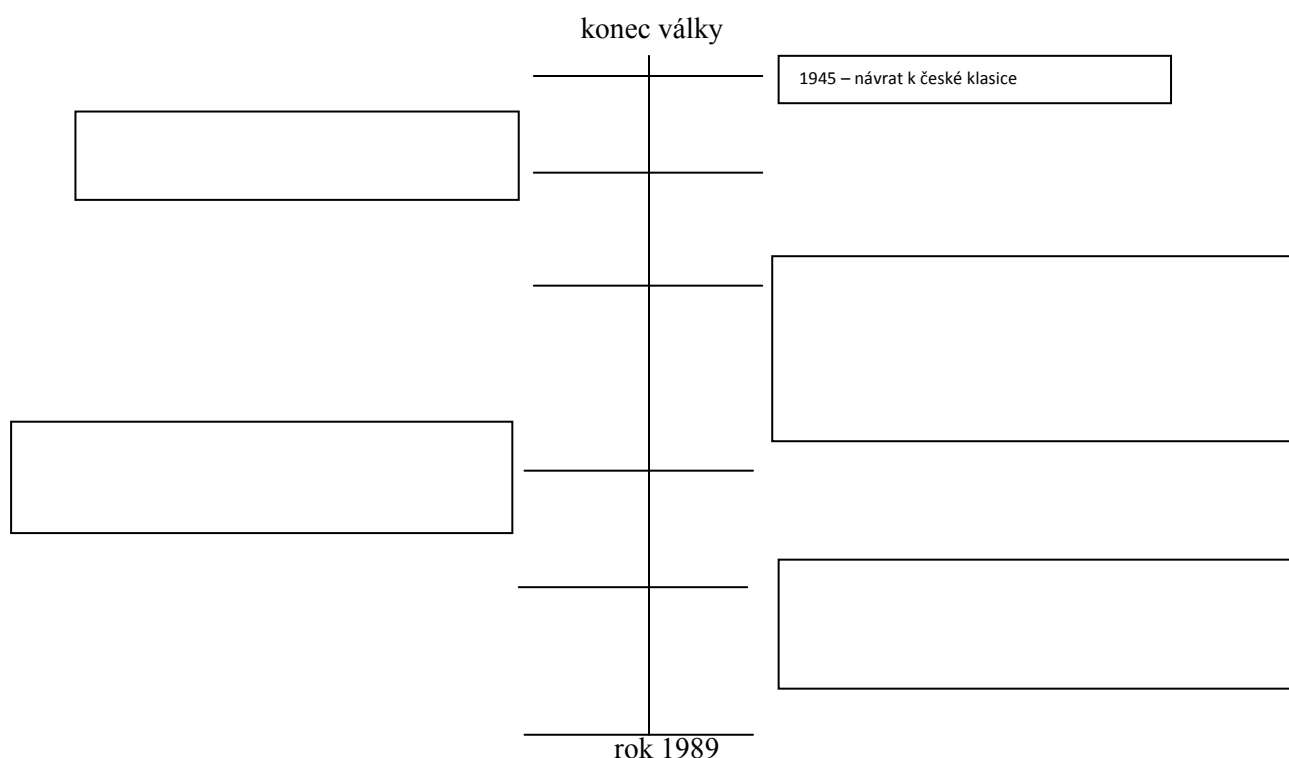 konec války
1945 – návrat k české klasice
rok 1989